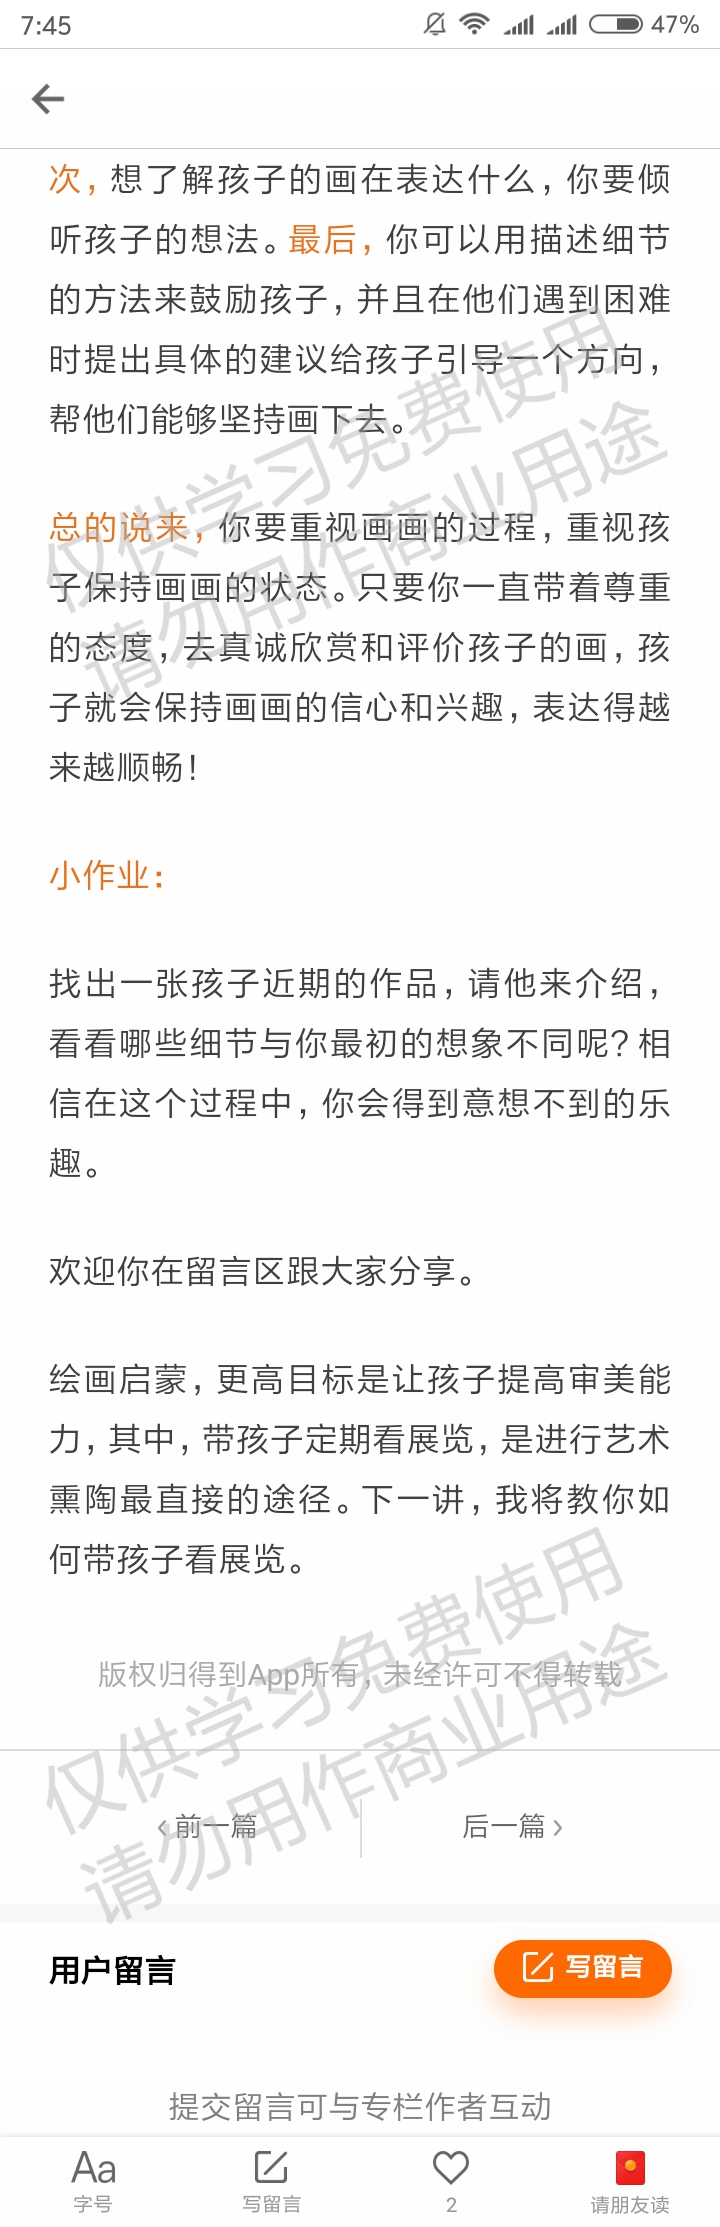 7:45
47%
次，想了解孩子的画在表达什么，你要倾
听孩子的想法。最后，你可以用描述细节
的方法来鼓励孩子，并且在他们遇到困难
时提出具体的建议给孩子引导一个方向，
帮他们能够坚持画下去。
总的说来，你要重视画画的过程，重视孩
子保持画画的状态。只要你一直带着尊重
的态度，去真诚欣赏和评价孩子的画，孩
子就会保持画画的信心和兴趣，表达得越
来越顺畅！
仅供学习免费使用
请勿用作商业用途
小作业：
找出一张孩子近期的作品，请他来介绍，
看看哪些细节与你最初的想象不同呢？相
信在这个过程中，你会得到意想不到的乐
趣。
欢迎你在留言区跟大家分享。
绘画启蒙，更高目标是让孩子提高审美能
力，其中，带孩子定期看展览，是进行艺术
熏陶最直接的途径。下一讲，我将教你如
何带孩子看展览。
版权归得到App所有，未经许可不得转载
仅供学习免费使用
请勿用作商业用途
‹ 前一篇
后一篇 ›
用户留言
写留言
提交留言可与专栏作者互动
Aa
字号
写留言
2
请朋友读